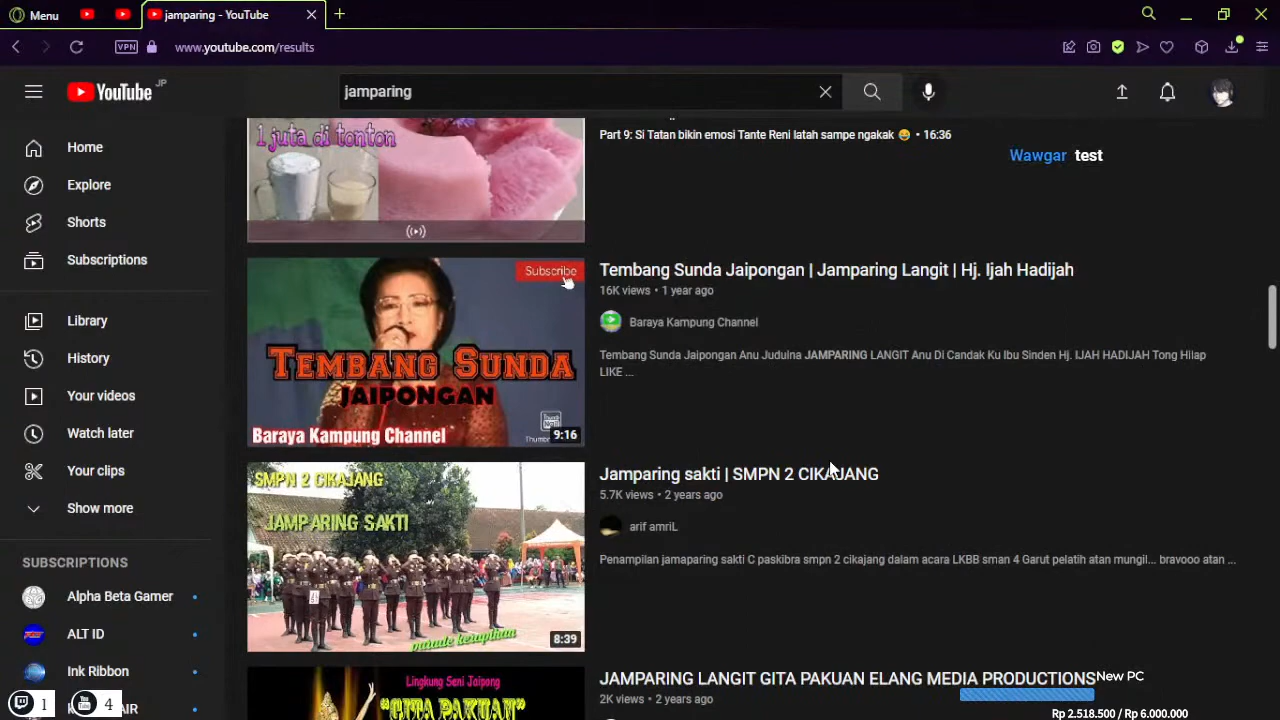 Menu
jamparing - YouTube
VPN
www.youtube.com/results
YouTube JP
jamparing
Home
Explore
Shorts
Subscriptions
Library
History
Your videos
Watch later
Your clips
Show more
SUBSCRIPTIONS
Alpha Beta Gamer
ALT ID
Ink Ribbon
AIR
1
4
1 juta di tonton
Part 9: Si Tatan bikin emosi Tante Reni latah sampe ngakak 😄 • 16:36
Wawgar test
Subscribe
TEMBANG SUNDA
JAIPONGAN
Baraya Kampung Channel
9:16
Tembang Sunda Jaipongan | Jamparing Langit | Hj. Ijah Hadijah
16K views • 1 year ago
Baraya Kampung Channel
Tembang Sunda Jaipongan Anu Juduina JAMPARING LANGIT Anu Di Candak Ku Ibu Sinden Hj. IJAH HADIJAH Tong Hilap
LIKE ...
SMPN 2 CIKAJANG
JAMPARING SAKTI
parade kerapihan
8:39
Jamparing sakti | SMPN 2 CIKAJANG
5.7K views • 2 years ago
arif amriL
Penampilan jamaparing sakti C paskibra smpn 2 cikajang dalam acara LKBB sman 4 Garut pelatih atan mungil... bravooo atan ...
Lingkung Seni Jaipong
"GITA PAKUAN"
JAMPARING LANGIT GITA PAKUAN ELANG MEDIA PRODUCTIONS
2K views • 2 years ago
New PC
Rp 2.518.500 / Rp 6.000.000